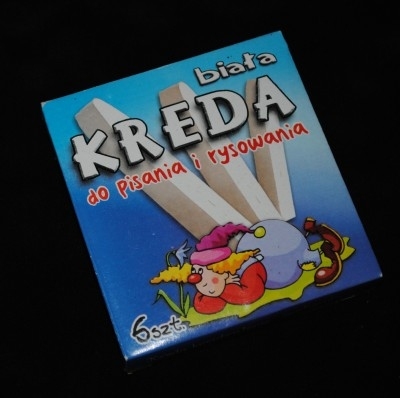 biała
KREDA
do pisania i rysowania
6 szt.